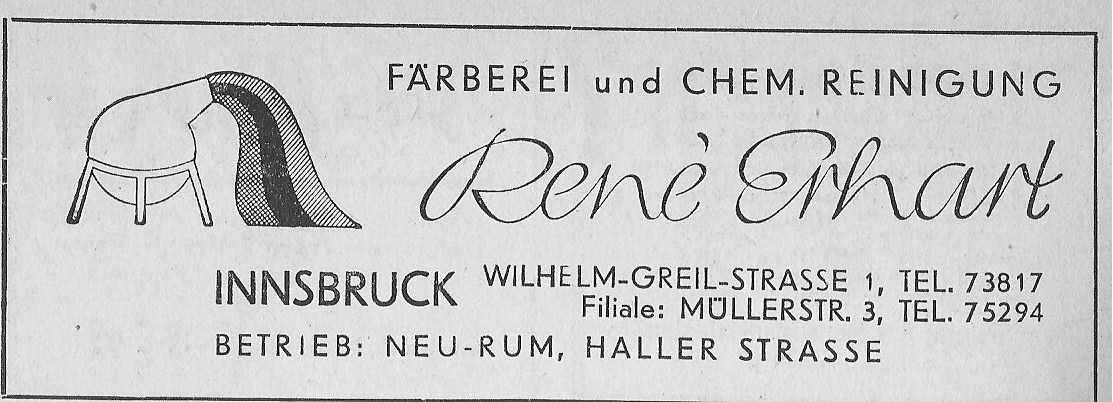 FÄRBEREI und CHEM. REINIGUNG
Renè Erhart
INNSBRUCK WILHELM-GREIL-STRASSE 1, TEL. 73817
Filiale: MÜLLERSTR. 3, TEL. 75294
BETRIEB: NEU-RUM, HALLER STRASSE